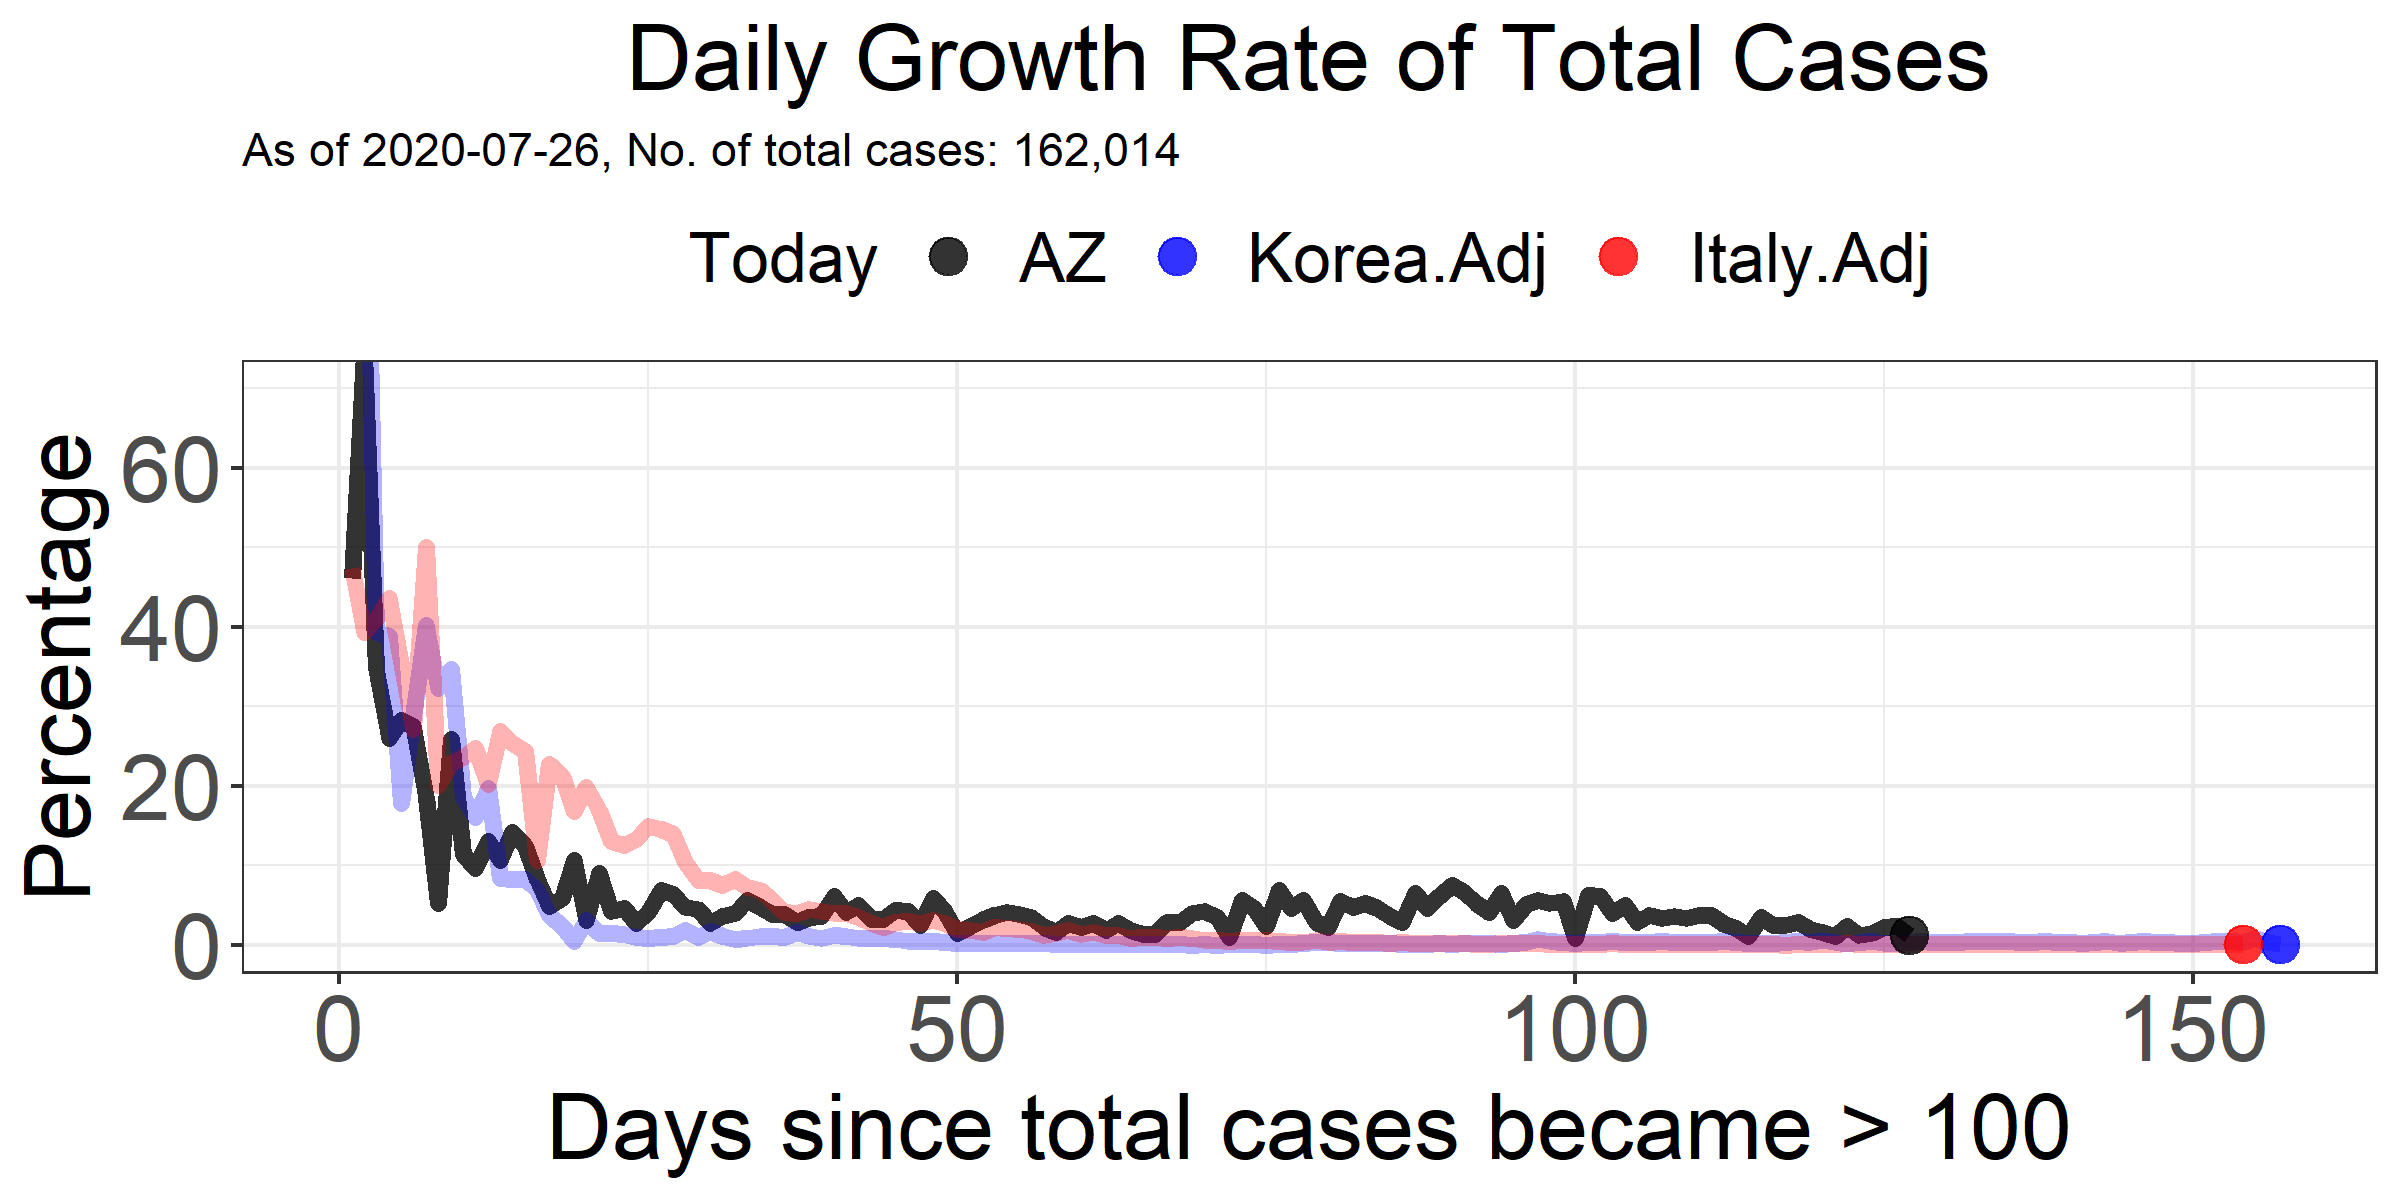 Daily Growth Rate of Total Cases
As of 2020-07-26, No. of total cases: 162,014
Today AZ Korea.Adj Italy.Adj
Percentage
60
40
20
0
0 50 100 150
Days since total cases became > 100